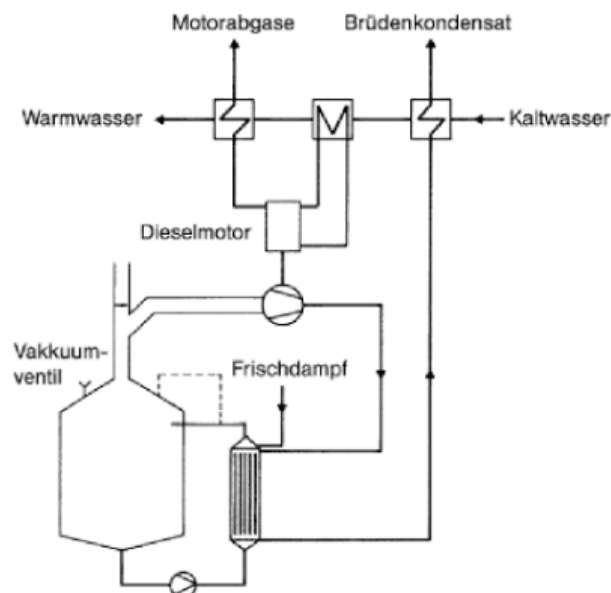 Motorabgase
Brüdenkondensat
Warmwasser
Kaltwasser
Dieselmotor
Vakkuum-
ventil
Frischdampf